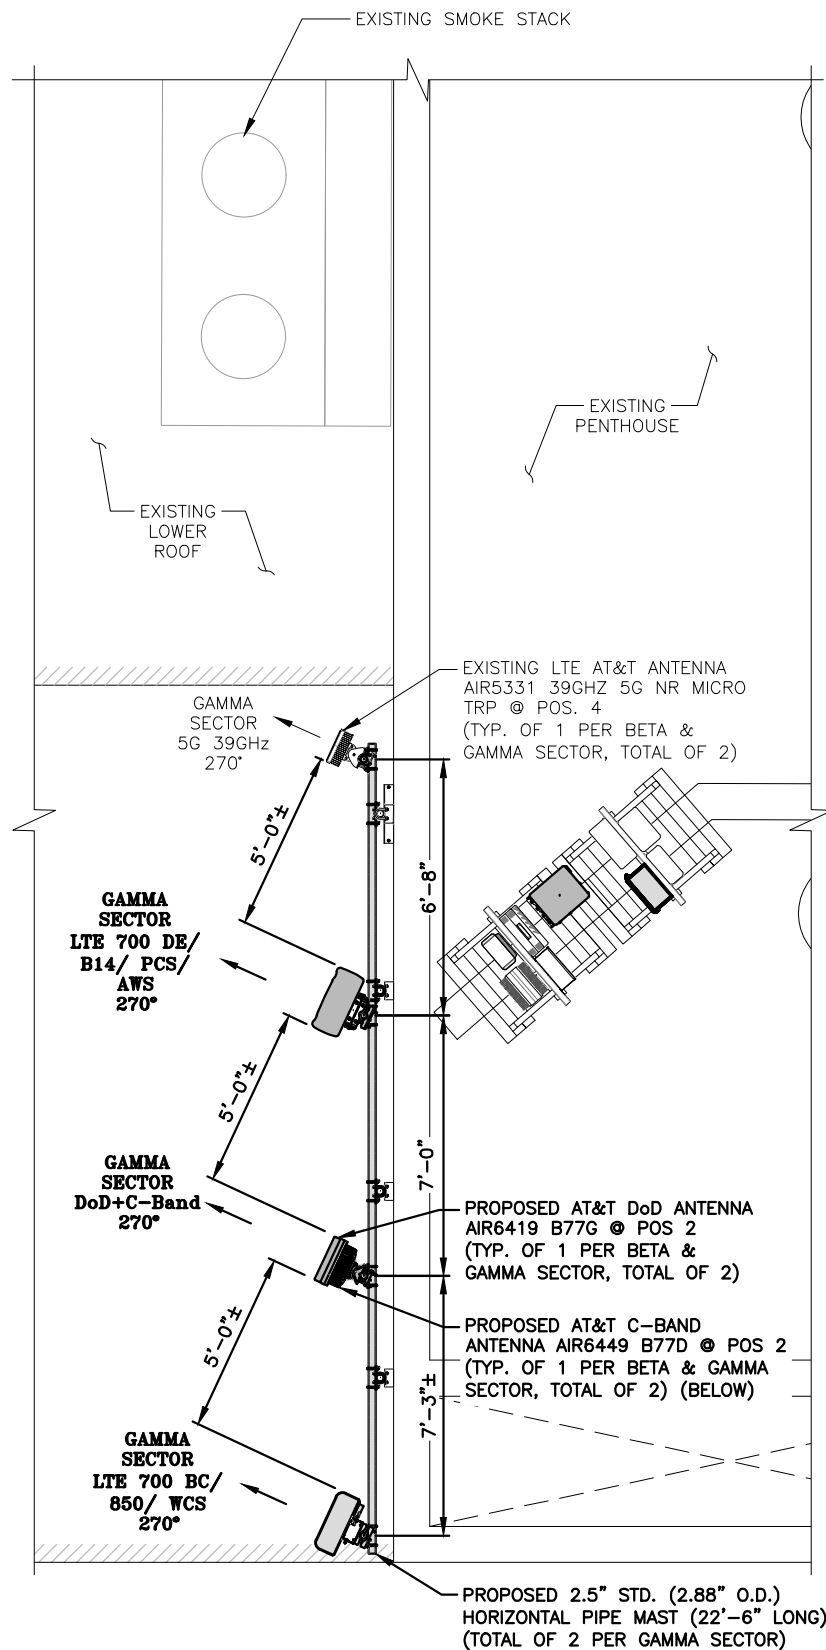 EXISTING SMOKE STACK
EXISTING
PENTHOUSE
EXISTING
LOWER
ROOF
EXISTING LTE AT&T ANTENNA
AIR5331 39GHZ 5G NR MICRO
TRP @ POS. 4
(TYP. OF 1 PER BETA &
GAMMA SECTOR, TOTAL OF 2)
GAMMA
SECTOR
5G 39GHz
270°
5'-0"±
6'-8"
GAMMA
SECTOR
LTE 700 DE/
B14/ PCS/
AWS
270°
5'-0"±
7'-0"
GAMMA
SECTOR
DoD+C-Band
270°
PROPOSED AT&T DoD ANTENNA
AIR6419 B77G @ POS 2
(TYP. OF 1 PER BETA &
GAMMA SECTOR, TOTAL OF 2)
PROPOSED AT&T C-BAND
ANTENNA AIR6449 B77D @ POS 2
(TYP. OF 1 PER BETA & GAMMA
SECTOR, TOTAL OF 2) (BELOW)
5'-0"±
7'-3"±
GAMMA
SECTOR
LTE 700 BC/
850/ WCS
270°
PROPOSED 2.5" STD. (2.88" O.D.)
HORIZONTAL PIPE MAST (22'-6" LONG)
(TOTAL OF 2 PER GAMMA SECTOR)